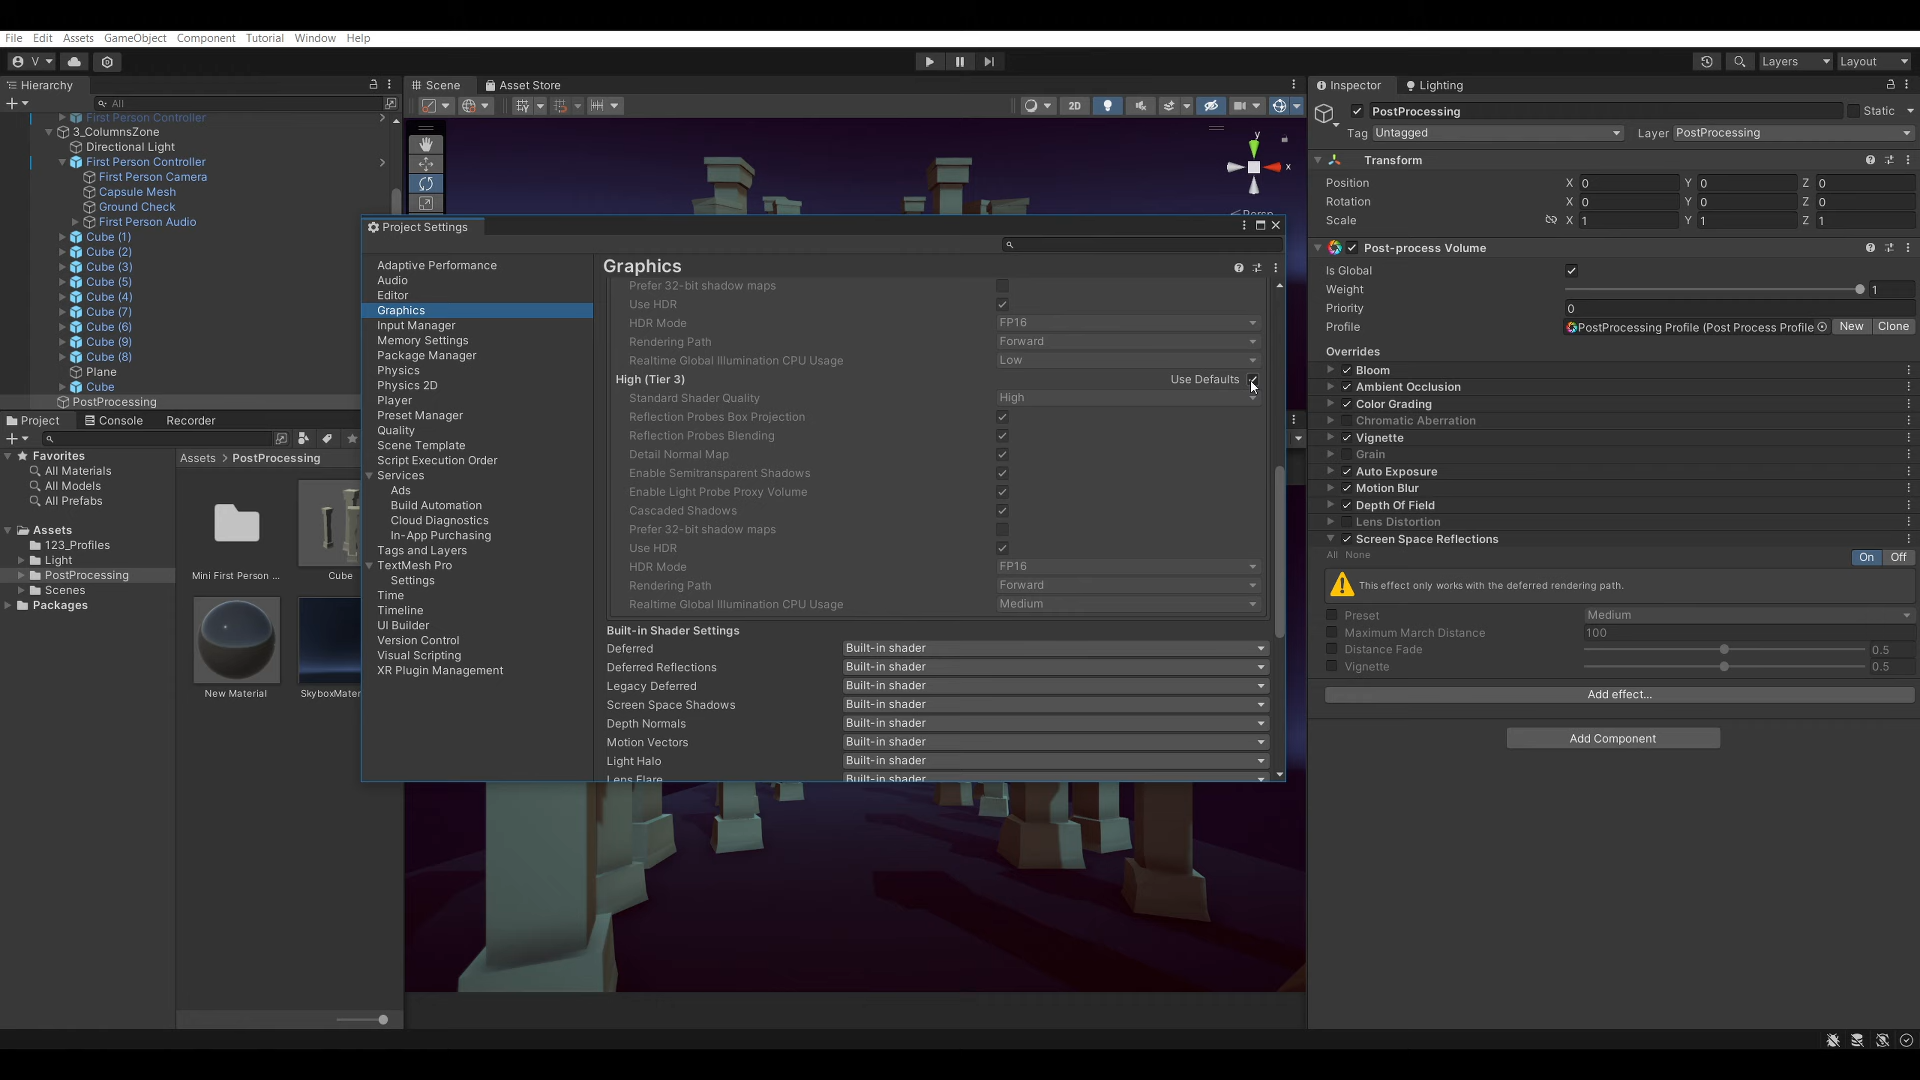 File Edit Assets GameObject Component Tutorial Window Help
V
Layers Layout
Hierarchy
All
First Person Controller
3_ColumnsZone
Directional Light
First Person Controller
First Person Camera
Capsule Mesh
Ground Check
First Person Audio
Cube (1)
Cube (2)
Cube (3)
Cube (5)
Cube (4)
Cube (7)
Cube (6)
Cube (9)
Cube (8)
Plane
Cube
PostProcessing
Scene Asset Store
2D
y
x
Persp
Project Console Recorder
Favorites
All Materials
All Models
All Prefabs
Assets
123_Profiles
Light
PostProcessing
Scenes
Packages
Assets > PostProcessing
Mini First Person ...
Cube
New Material
SkyboxMater
Project Settings
Adaptive Performance
Audio
Editor
Graphics
Input Manager
Memory Settings
Package Manager
Physics
Physics 2D
Player
Preset Manager
Quality
Scene Template
Script Execution Order
Services
Ads
Build Automation
Cloud Diagnostics
In-App Purchasing
Tags and Layers
TextMesh Pro
Settings
Time
Timeline
UI Builder
Version Control
Visual Scripting
XR Plugin Management
Graphics
Prefer 32-bit shadow maps
Use HDR
HDR Mode FP16
Rendering Path Forward
Realtime Global Illumination CPU Usage Low
High (Tier 3) Use Defaults
Standard Shader Quality High
Reflection Probes Box Projection
Reflection Probes Blending
Detail Normal Map
Enable Semitransparent Shadows
Enable Light Probe Proxy Volume
Cascaded Shadows
Prefer 32-bit shadow maps
Use HDR
HDR Mode FP16
Rendering Path Forward
Realtime Global Illumination CPU Usage Medium
Built-in Shader Settings
Deferred Built-in shader
Deferred Reflections Built-in shader
Legacy Deferred Built-in shader
Screen Space Shadows Built-in shader
Depth Normals Built-in shader
Motion Vectors Built-in shader
Light Halo Built-in shader
Lens Flare Built-in shader
Inspector Lighting
PostProcessing Static
Tag Untagged Layer PostProcessing
Transform
Position X 0 Y 0 Z 0
Rotation X 0 Y 0 Z 0
Scale X 1 Y 1 Z 1
Post-process Volume
Is Global
Weight 1
Priority 0
Profile PostProcessing Profile (Post Process Profile New Clone
Overrides
Bloom
Ambient Occlusion
Color Grading
Chromatic Aberration
Vignette
Grain
Auto Exposure
Motion Blur
Depth Of Field
Lens Distortion
Screen Space Reflections
All None On Off
This effect only works with the deferred rendering path.
Preset Medium
Maximum March Distance 100
Distance Fade 0.5
Vignette 0.5
Add effect...
Add Component